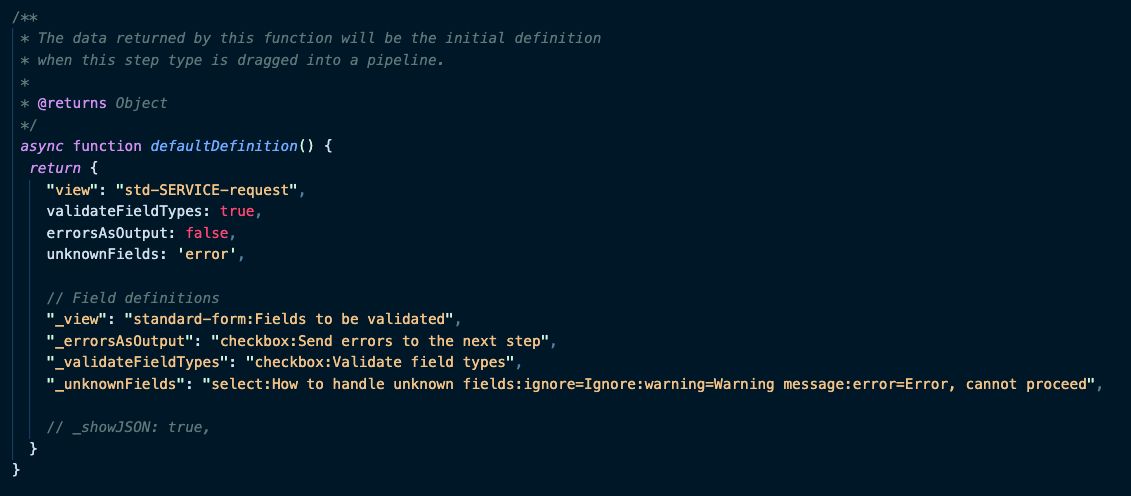 /**
 * The data returned by this function will be the initial definition
 * when this step type is dragged into a pipeline.
 *
 * @returns Object
 */
async function defaultDefinition() {
  return {
    "view": "std-SERVICE-request",
    validateFieldTypes: true,
    errorsAsOutput: false,
    unknownFields: 'error',

    // Field definitions
    "_view": "standard-form:Fields to be validated",
    "_errorsAsOutput": "checkbox:Send errors to the next step",
    "_validateFieldTypes": "checkbox:Validate field types",
    "_unknownFields": "select:How to handle unknown fields:ignore=Ignore:warning=Warning message:error=Error, cannot proceed",

    // _showJSON: true,
  }
}